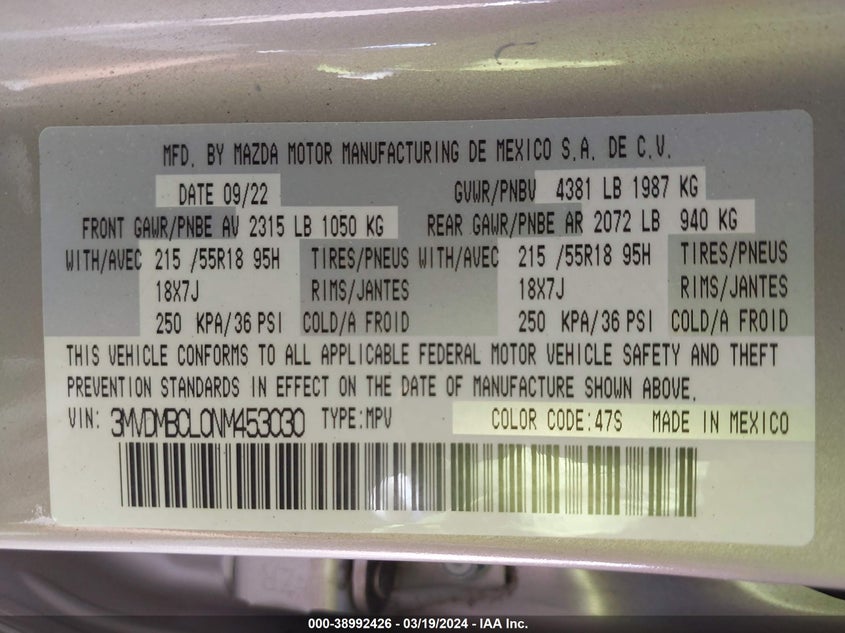 MFD. BY MAZDA MOTOR MANUFACTURING DE MEXICO S.A. DE C.V.
DATE 09/22 GVWR/PNBV 4381 LB 1987 KG
FRONT GAWR/PNBE AV 2315 LB 1050 KG REAR GAWR/PNBE AR 2072 LB 940 KG
WITH/AVEC 215 /55R18 95H TIRES/PNEUS WITH/AVEC 215 /55R18 95H TIRES/PNEUS
18X7J RIMS/JANTES 18X7J RIMS/JANTES
250 KPA/36 PSI COLD/A FROID 250 KPA/36 PSI COLD/A FROID
THIS VEHICLE CONFORMS TO ALL APPLICABLE FEDERAL MOTOR VEHICLE SAFETY AND THEFT
PREVENTION STANDARDS IN EFFECT ON THE DATE OF MANUFACTURE SHOWN ABOVE.
VIN: 3MVDMBCL0NM453030 TYPE:MPV COLOR CODE:47S MADE IN MEXICO
000-38992426 - 03/19/2024 - IAA Inc.